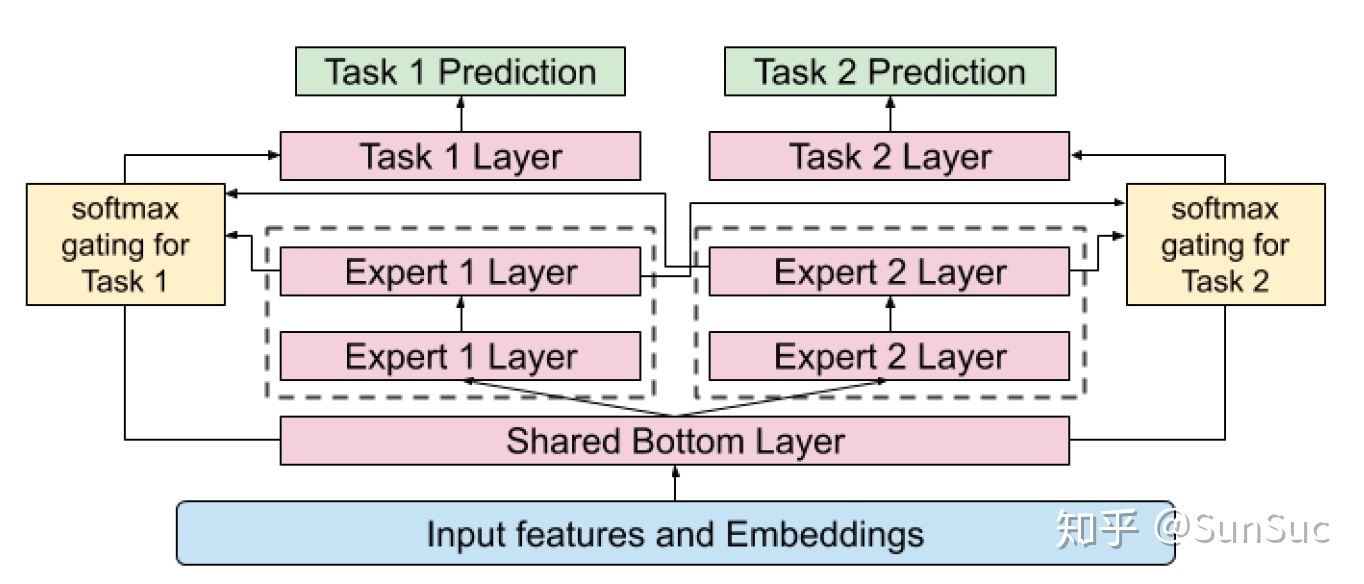 Task 1 Prediction
Task 2 Prediction
Task 1 Layer
Task 2 Layer
softmax
gating for
Task 1
Expert 1 Layer
Expert 2 Layer
softmax
gating for
Task 2
Expert 1 Layer
Expert 2 Layer
Shared Bottom Layer
Input features and Embeddings
知乎 @SunSuc